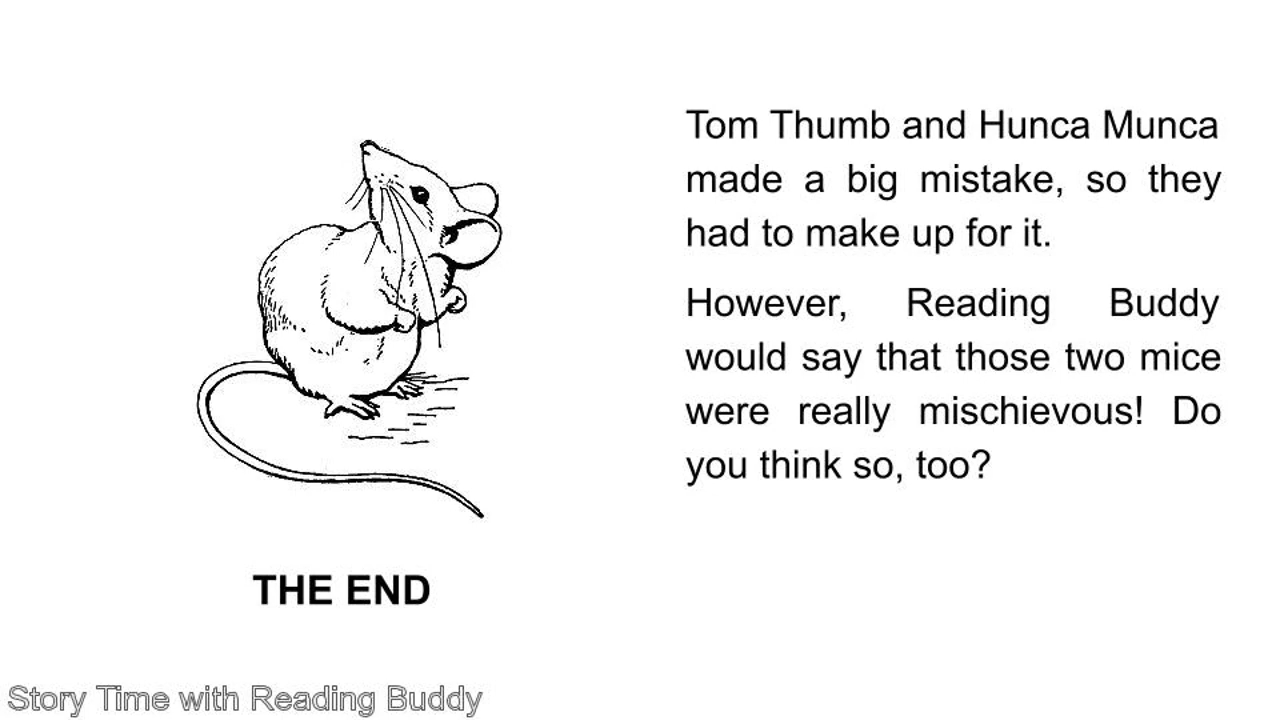 Tom Thumb and Hunca Munca
made a big mistake, so they
had to make up for it.
However, Reading Buddy
would say that those two mice
were really mischievous! Do
you think so, too?
THE END
Story Time with Reading Buddy